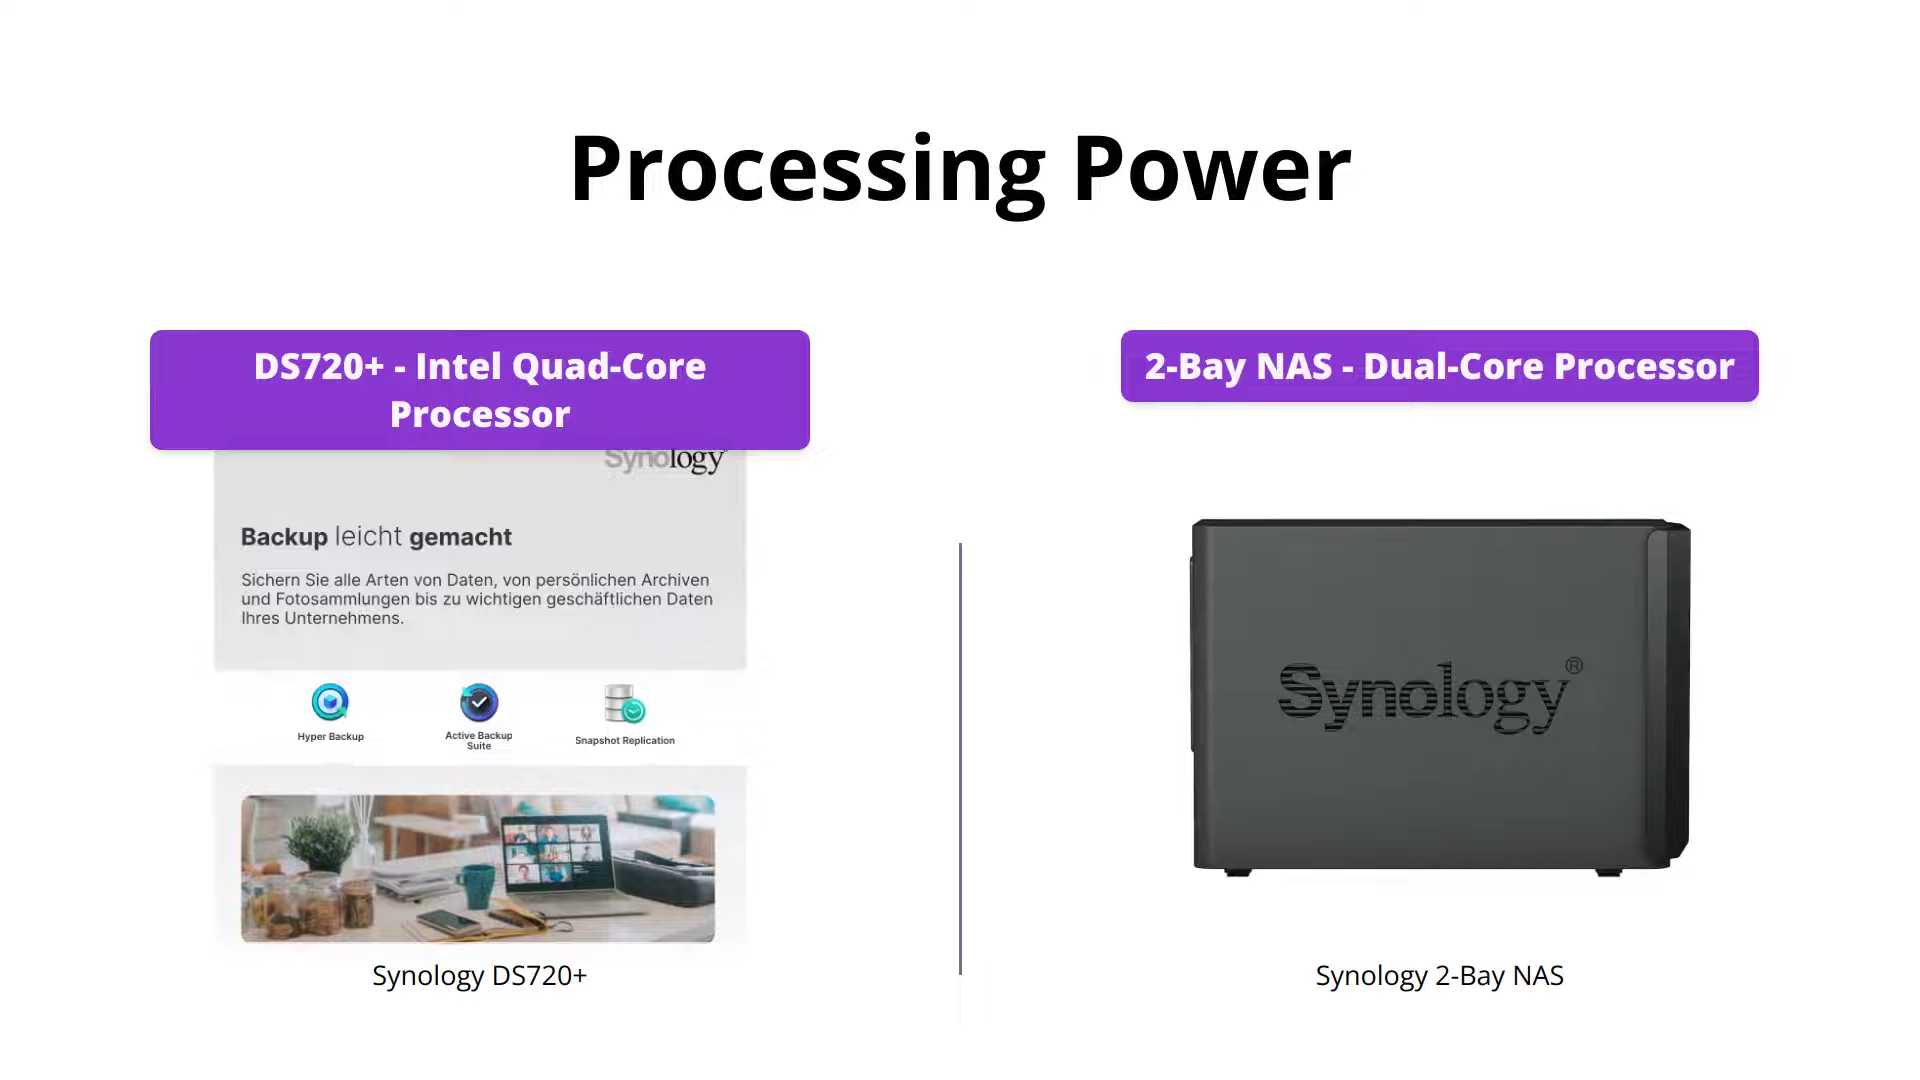 Processing Power
DS720+ - Intel Quad-Core
Processor
Synology
Backup leicht gemacht
Sichern Sie alle Arten von Daten, von persönlichen Archiven
und Fotosammlungen bis zu wichtigen geschäftlichen Daten
Ihres Unternehmens.
Hyper Backup
Active Backup
Suite
Snapshot Replication
Synology DS720+
2-Bay NAS - Dual-Core Processor
Synology®
Synology 2-Bay NAS